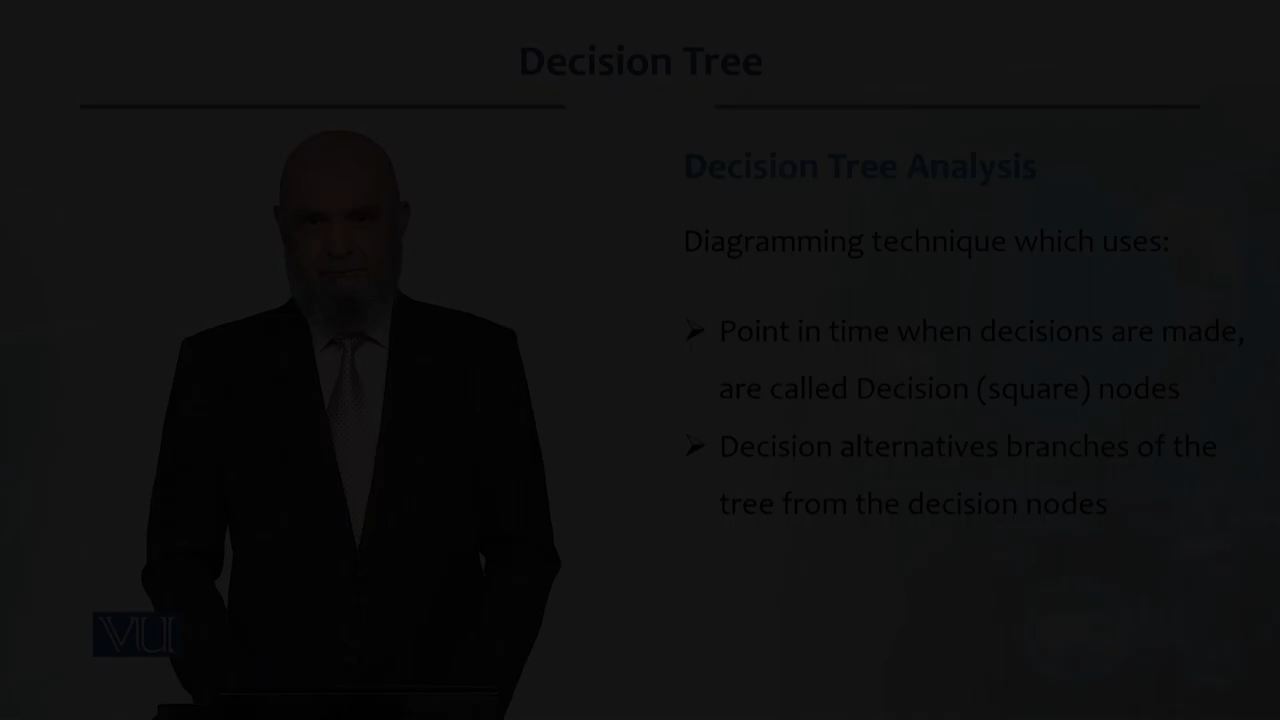 Decision Tree
Decision Tree Analysis
Diagramming technique which uses:
➢ Point in time when decisions are made,
are called Decision (square) nodes
➢ Decision alternatives branches of the
tree from the decision nodes
VU